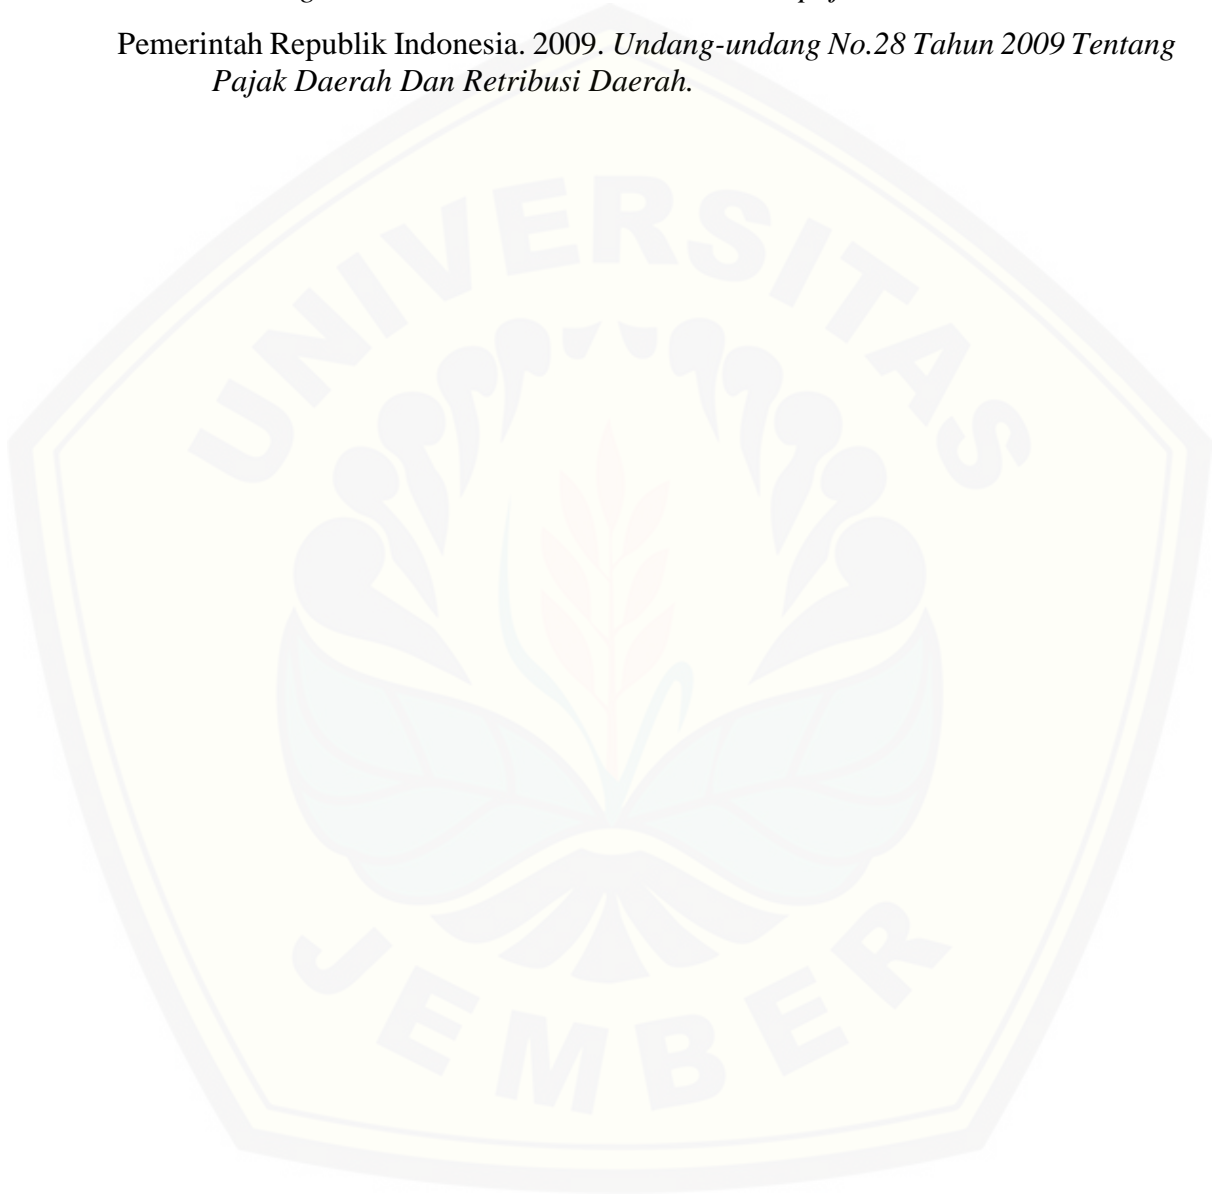 Pemerintah Republik Indonesia. 2009. Undang-undang No.28 Tahun 2009 Tentang
Pajak Daerah Dan Retribusi Daerah.
UNIVERSITAS
JEMBER